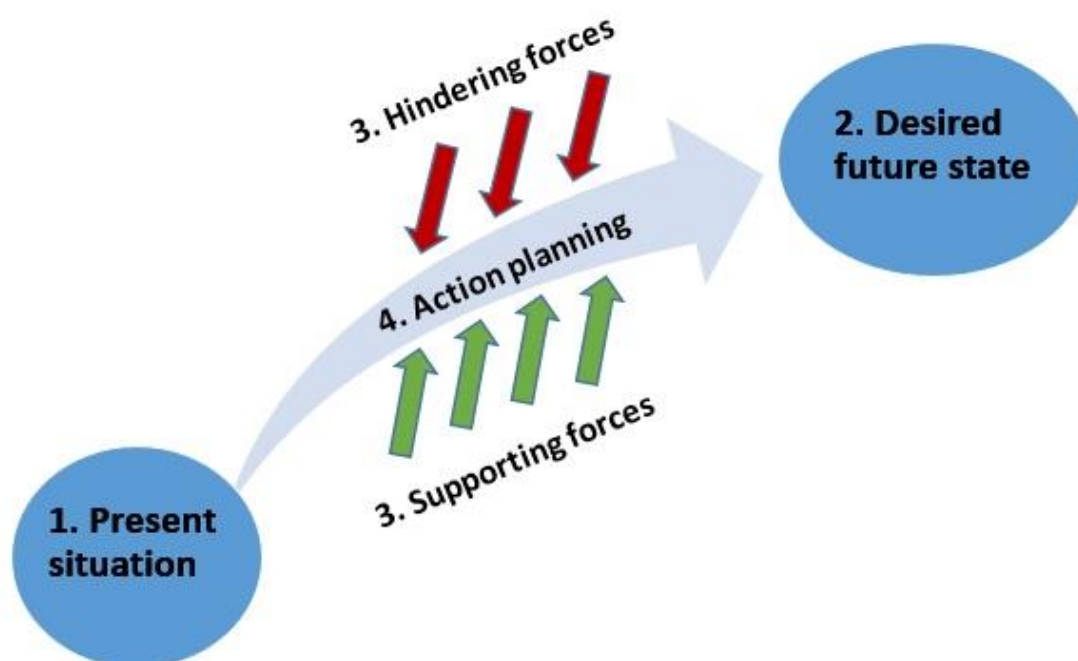 3. Hindering forces
2. Desired
future state
4. Action planning
3. Supporting forces
1. Present
situation